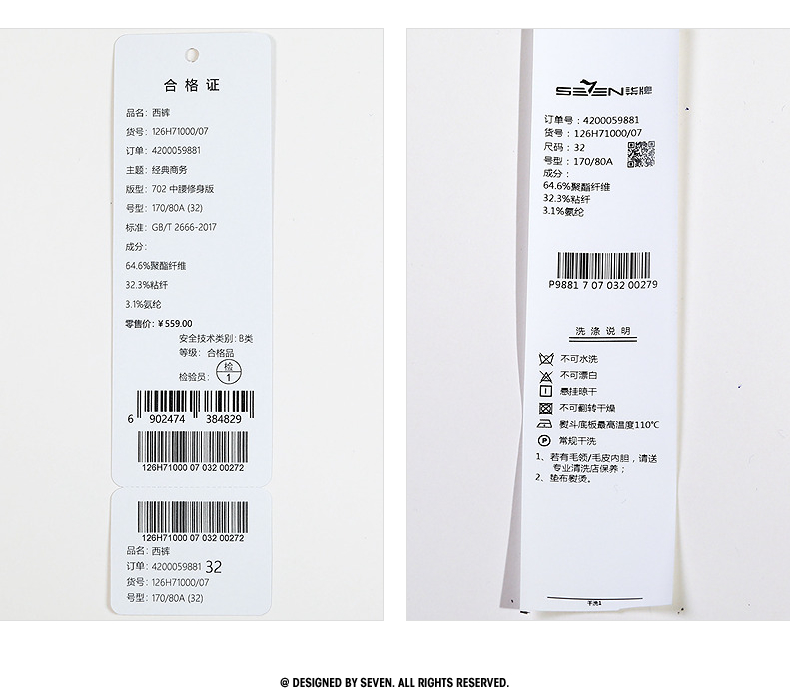 合格证
品名：西裤
货号：126H71000/07
订单：4200059881
主题：经典商务
版型：702 中腰修身版
号型：170/80A (32)
标准：GB/T 2666-2017
成分：
64.6%聚酯纤维
32.3%粘纤
3.1%氨纶
零售价：¥559.00
安全技术类别：B类
等级：合格品
检验员：检 1
6 902474 384829
126H71000 07 032 00272
126H71000 07 032 00272
品名：西裤
订单：4200059881 32
货号：126H71000/07
号型：170/80A (32)
SEVEN柒牌
订单号：4200059881
货号：126H71000/07
尺码：32
号型：170/80A
成分：
64.6%聚酯纤维
32.3%粘纤
3.1%氨纶
P9881 7 07 032 00279
洗涤说明
不可水洗
不可漂白
悬挂晾干
不可翻转干燥
熨斗底板最高温度110℃
P 常规干洗
1、若有毛领/毛皮内胆，请送
专业清洗店保养；
2、垫布熨烫。
干洗1
@ DESIGNED BY SEVEN. ALL RIGHTS RESERVED.